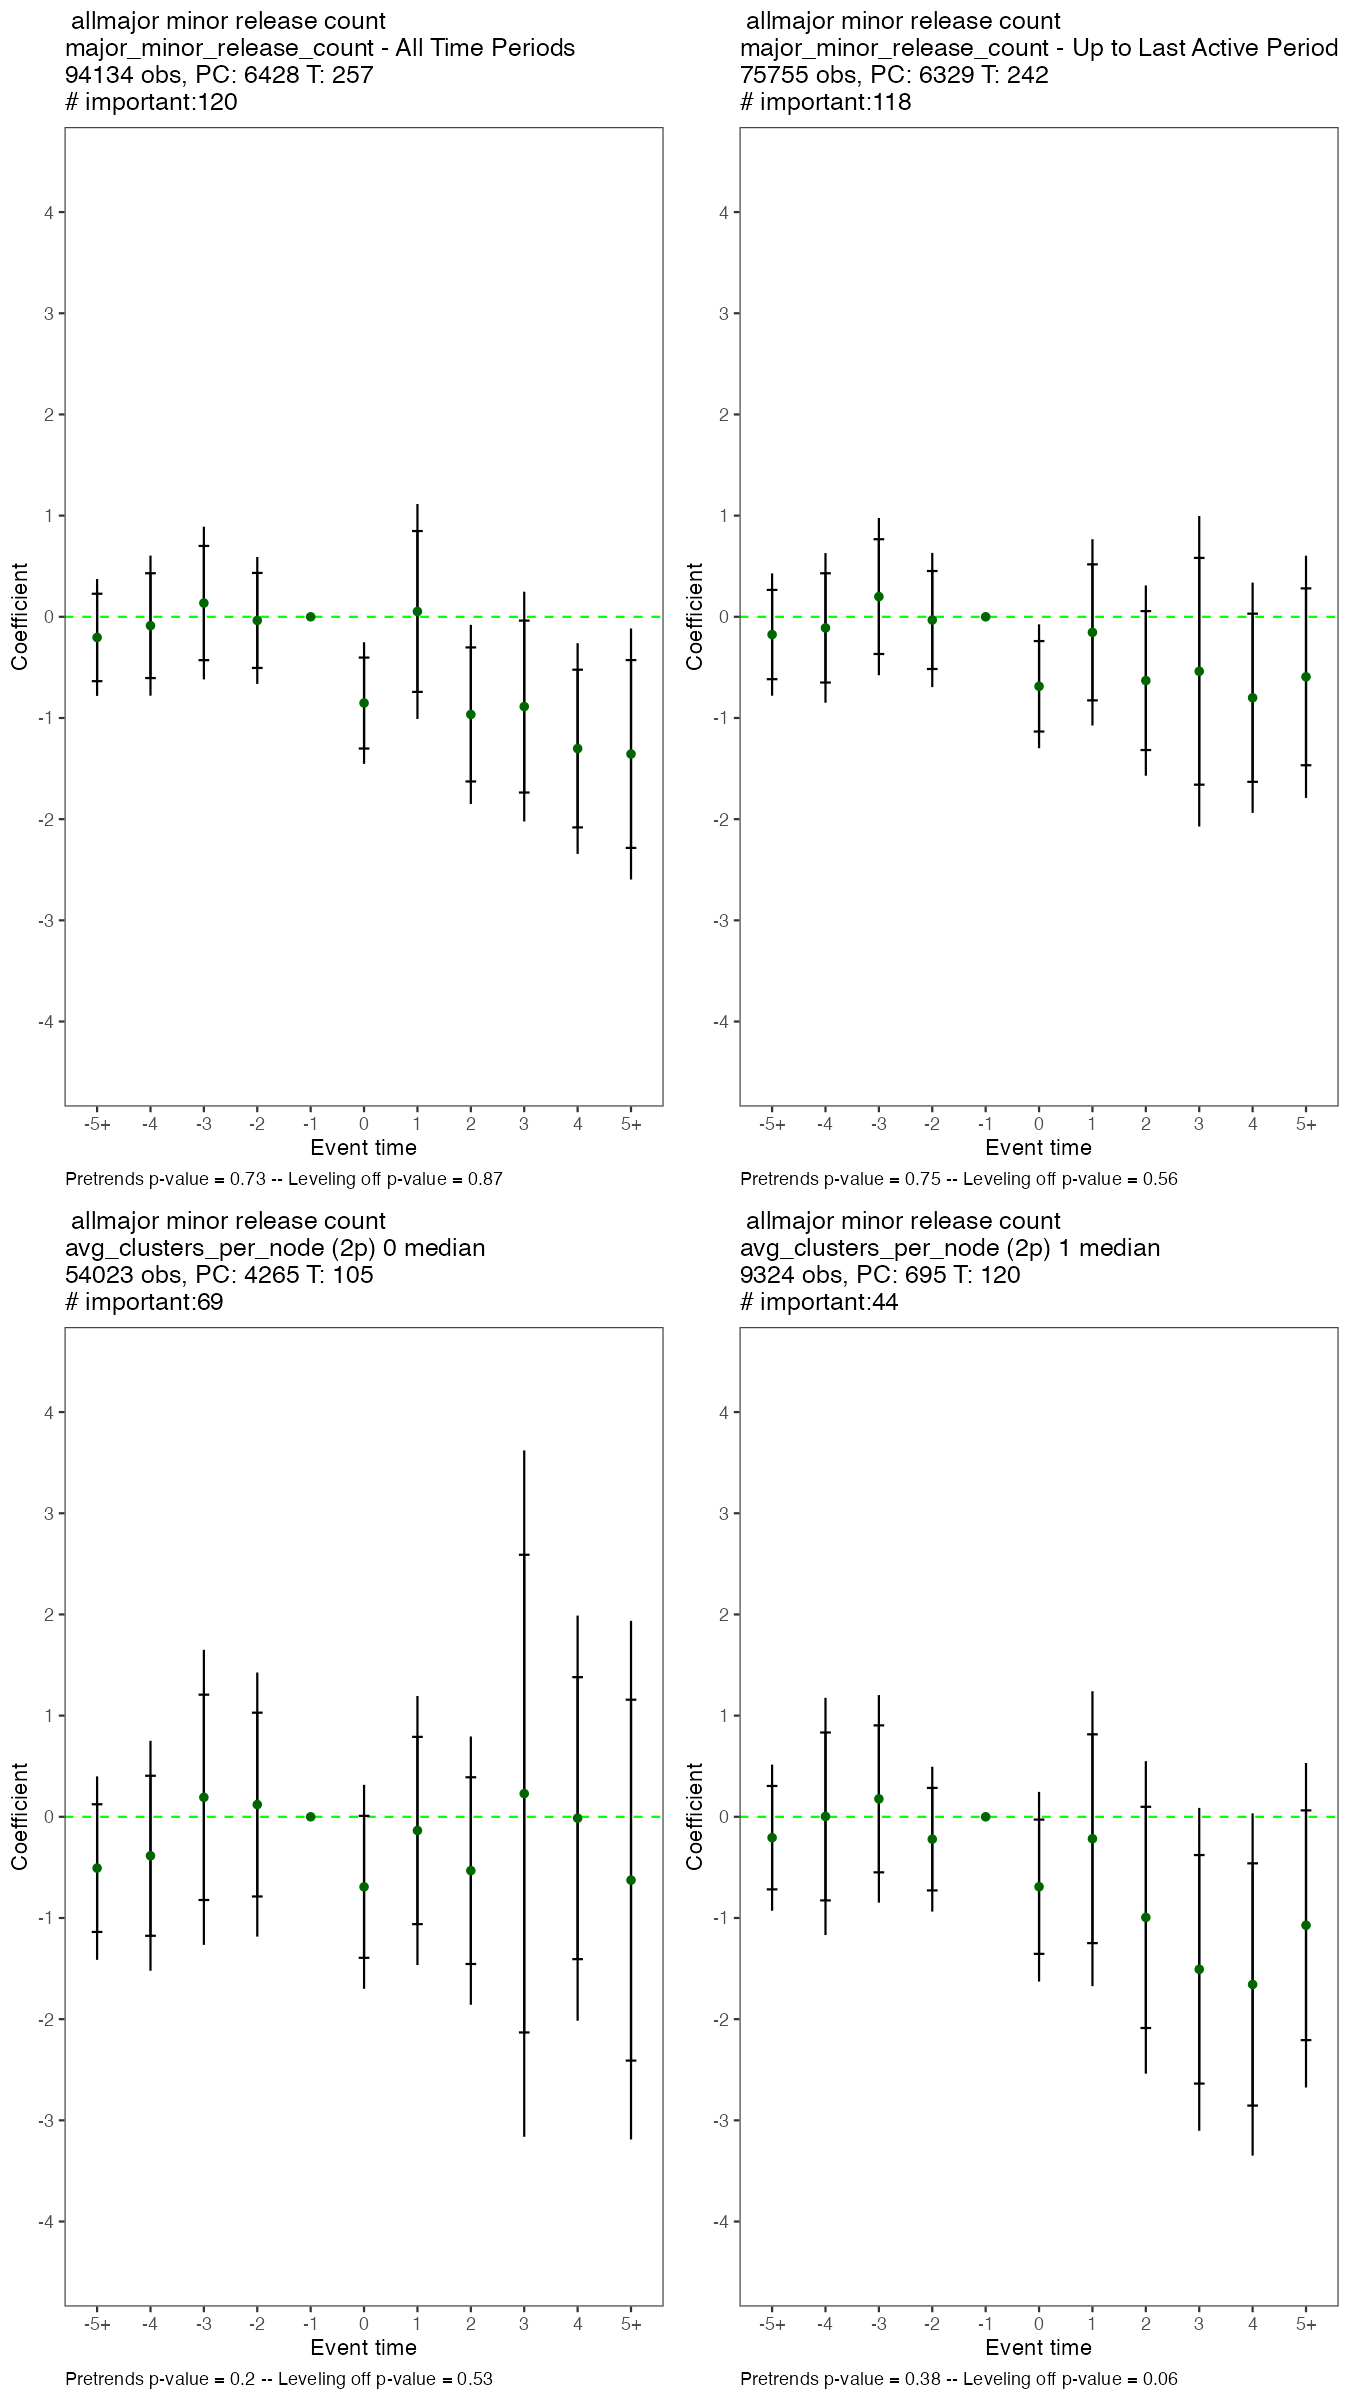 allmajor minor release count
major_minor_release_count - All Time Periods
94134 obs, PC: 6428 T: 257
# important:120
4
3
2
1
0
-1
-2
-3
-4
Coefficient
-5+ -4 -3 -2 -1 0 1 2 3 4 5+
Event time
Pretrends p-value = 0.73 -- Leveling off p-value = 0.87
allmajor minor release count
major_minor_release_count - Up to Last Active Period
75755 obs, PC: 6329 T: 242
# important:118
4
3
2
1
0
-1
-2
-3
-4
Coefficient
-5+ -4 -3 -2 -1 0 1 2 3 4 5+
Event time
Pretrends p-value = 0.75 -- Leveling off p-value = 0.56
allmajor minor release count
avg_clusters_per_node (2p) 0 median
54023 obs, PC: 4265 T: 105
# important:69
4
3
2
1
0
-1
-2
-3
-4
Coefficient
-5+ -4 -3 -2 -1 0 1 2 3 4 5+
Event time
Pretrends p-value = 0.2 -- Leveling off p-value = 0.53
allmajor minor release count
avg_clusters_per_node (2p) 1 median
9324 obs, PC: 695 T: 120
# important:44
4
3
2
1
0
-1
-2
-3
-4
Coefficient
-5+ -4 -3 -2 -1 0 1 2 3 4 5+
Event time
Pretrends p-value = 0.38 -- Leveling off p-value = 0.06